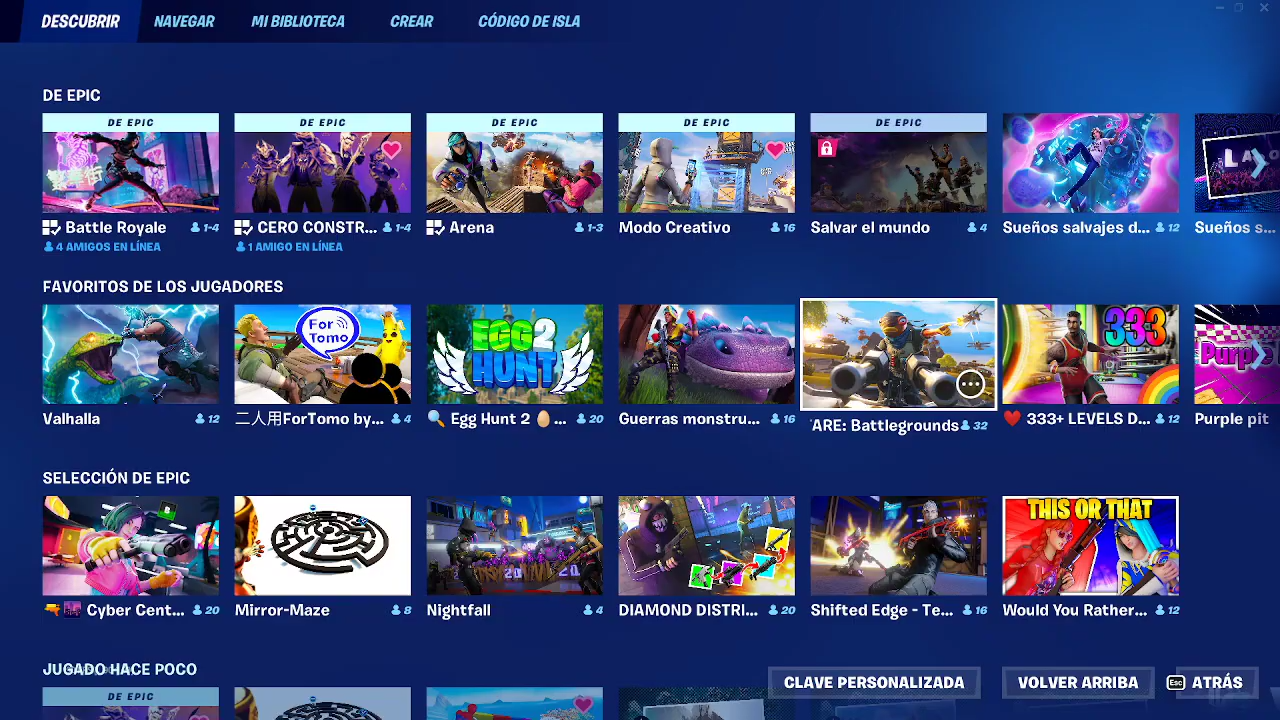 DESCUBRIR NAVEGAR MI BIBLIOTECA CREAR CÓDIGO DE ISLA
DE EPIC
DE EPIC DE EPIC DE EPIC DE EPIC DE EPIC
Battle Royale 1-4 CERO CONSTR... 1-4 Arena 1-3 Modo Creativo 16 Salvar el mundo 4 Sueños salvajes d... 12 Sueños s...
4 AMIGOS EN LÍNEA 1 AMIGO EN LÍNEA
FAVORITOS DE LOS JUGADORES
For Tomo
EGG HUNT 2
333
Valhalla 12 二人用ForTomo by... 4 🔍 Egg Hunt 2 🥚... 20 Guerras monstru... 16 'ARE: Battlegrounds 32 ❤️ 333+ LEVELS D... 12 Purple pit
SELECCIÓN DE EPIC
THIS OR THAT
Cyber Cent... 20 Mirror-Maze 8 Nightfall 4 DIAMOND DISTRI... 20 Shifted Edge - Te... 16 Would You Rather... 12
JUGADO HACE POCO
CLAVE PERSONALIZADA VOLVER ARRIBA Esc ATRÁS
DE EPIC